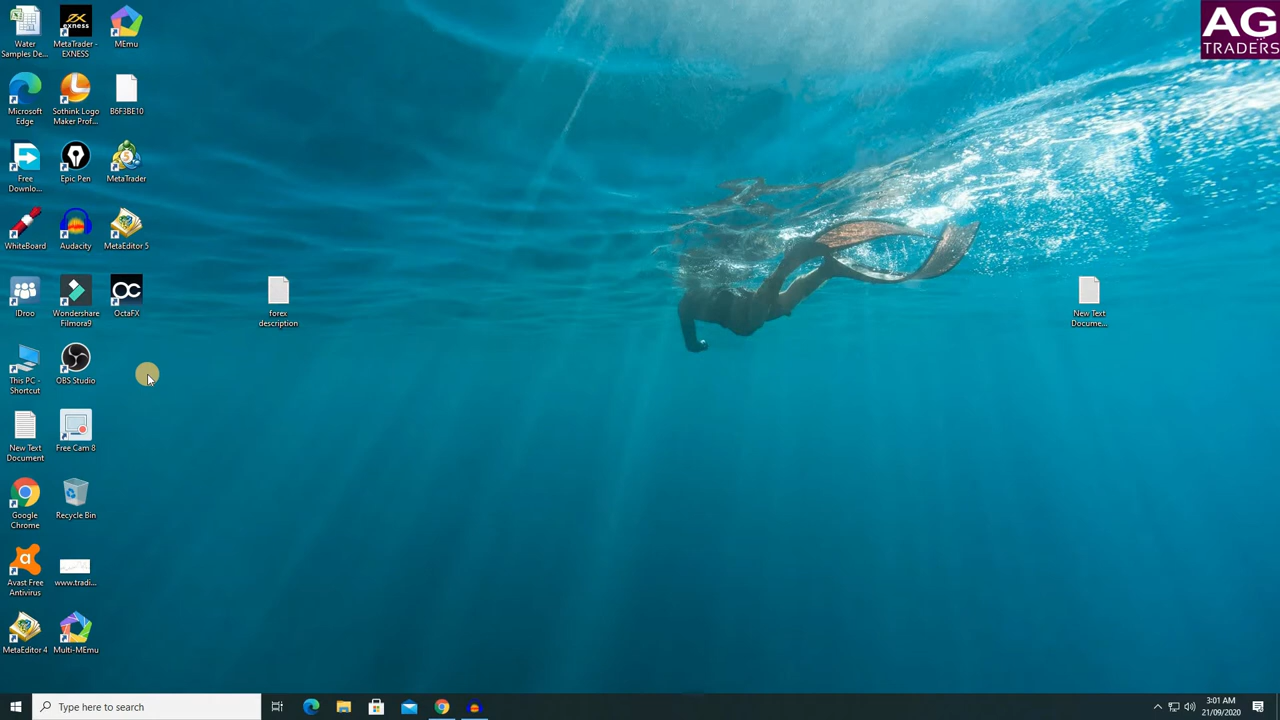 Water
Samples De...
MetaTrader -
EXNESS
MEmu
Microsoft
Edge
Sothink Logo
Maker Prof...
B6F3BE10
Free
Downlo...
Epic Pen
MetaTrader
WhiteBoard
Audacity
MetaEditor 5
IDroo
Wondershare
Filmora9
OctaFX
This PC -
Shortcut
OBS Studio
New Text
Document
Free Cam 8
Google
Chrome
Recycle Bin
Avast Free
Antivirus
www.tradi...
MetaEditor 4
Multi-MEmu
forex
description
New Text
Docume...
AG
TRADERS
exness
OC
Type here to search
3:01 AM
21/09/2020